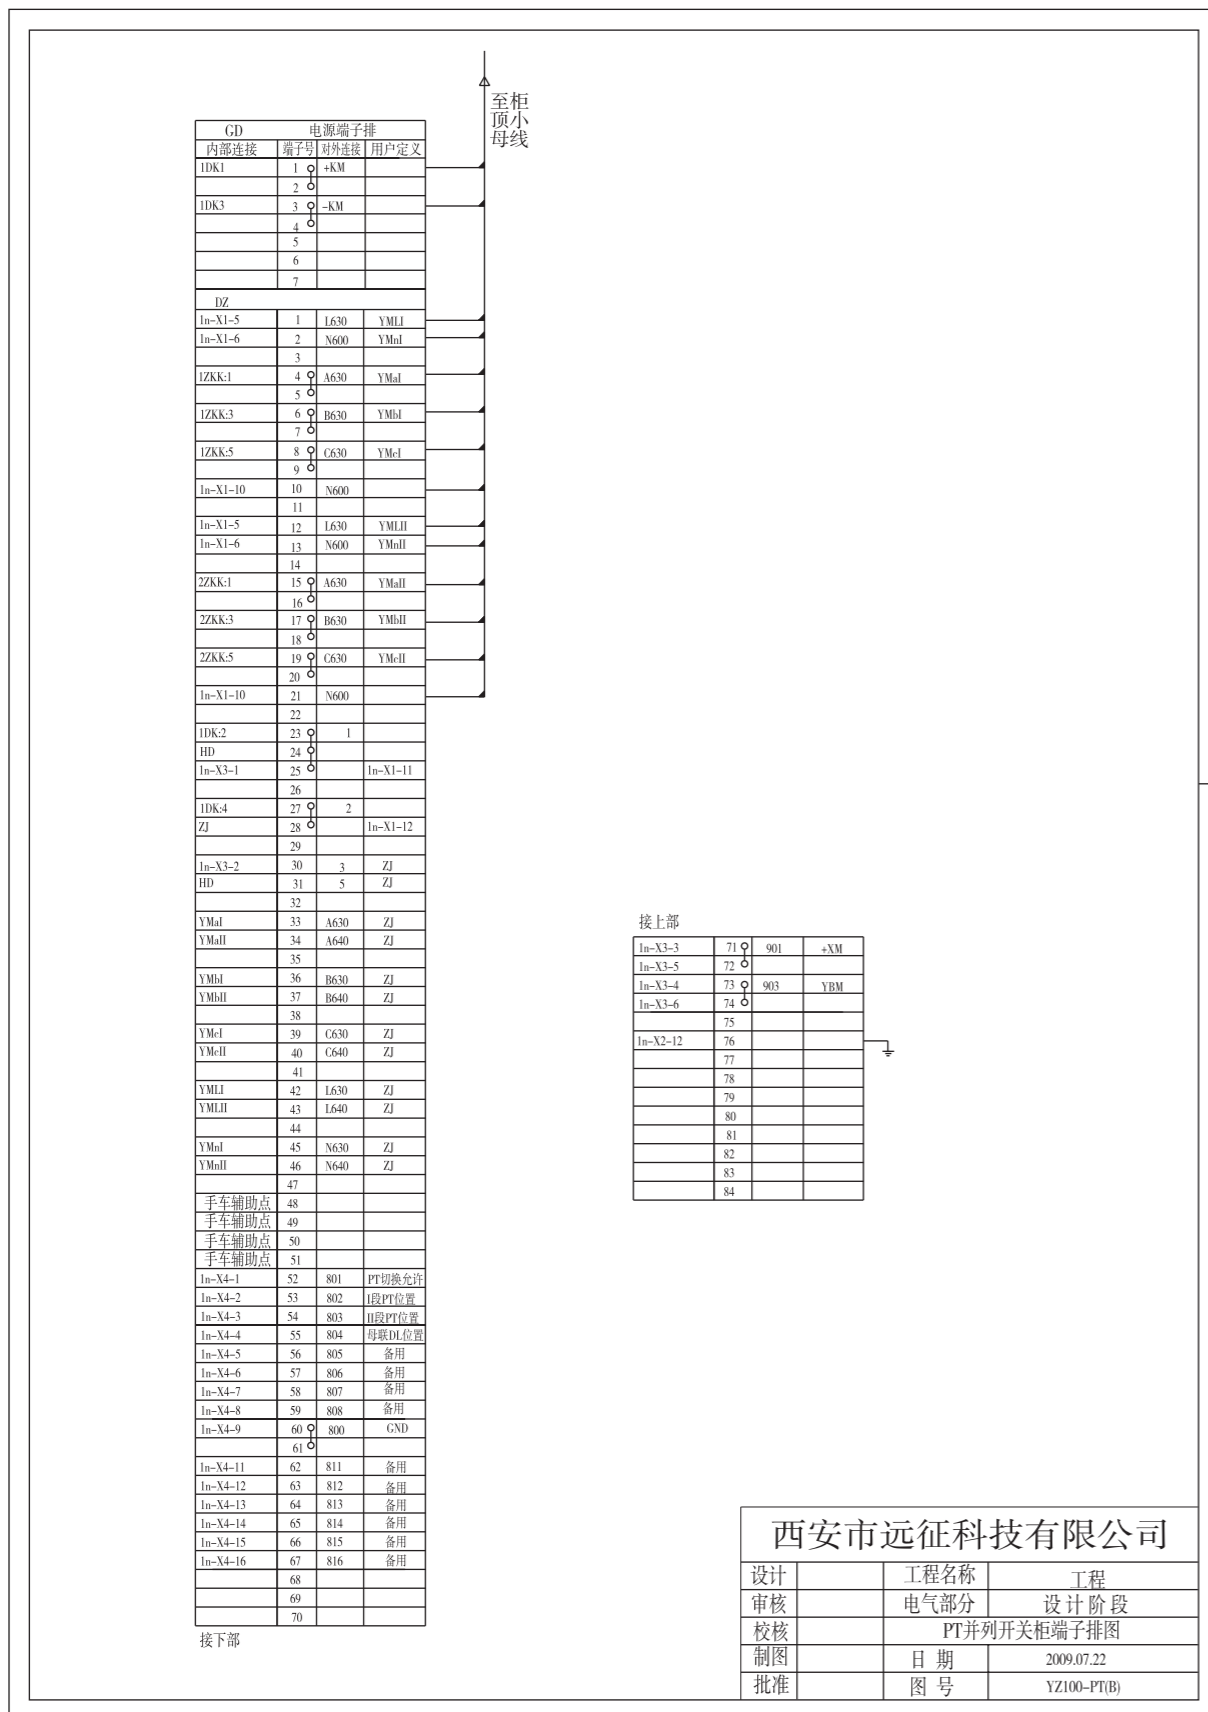 至柜
顶小
母线
GD 电源端子排
内部连接 端子号 对外连接 用户定义
1DK1 1 +KM
2
1DK3 3 -KM
4
5
6
7
DZ
1n-X1-5 1 L630 YMLI
1n-X1-6 2 N600 YMnI
3
1ZKK:1 4 A630 YMaI
5
1ZKK:3 6 B630 YMbI
7
1ZKK:5 8 C630 YMcI
9
1n-X1-10 10 N600
11
1n-X1-5 12 L630 YMLII
1n-X1-6 13 N600 YMnII
14
2ZKK:1 15 A630 YMaII
16
2ZKK:3 17 B630 YMbII
18
2ZKK:5 19 C630 YMcII
20
1n-X1-10 21 N600
22
1DK:2 23 1
HD 24
1n-X3-1 25 1n-X1-11
26
1DK:4 27 2
ZJ 28 1n-X1-12
29
1n-X3-2 30 3 ZJ
HD 31 5 ZJ
32
YMaI 33 A630 ZJ
YMaII 34 A640 ZJ
35
YMbI 36 B630 ZJ
YMbII 37 B640 ZJ
38
YMcI 39 C630 ZJ
YMcII 40 C640 ZJ
41
YMLI 42 L630 ZJ
YMLII 43 L640 ZJ
44
YMnI 45 N630 ZJ
YMnII 46 N640 ZJ
47
手车辅助点 48
手车辅助点 49
手车辅助点 50
手车辅助点 51
1n-X4-1 52 801 PT切换允许
1n-X4-2 53 802 I段PT位置
1n-X4-3 54 803 II段PT位置
1n-X4-4 55 804 母联DL位置
1n-X4-5 56 805 备用
1n-X4-6 57 806 备用
1n-X4-7 58 807 备用
1n-X4-8 59 808 备用
1n-X4-9 60 800 GND
61
1n-X4-11 62 811 备用
1n-X4-12 63 812 备用
1n-X4-13 64 813 备用
1n-X4-14 65 814 备用
1n-X4-15 66 815 备用
1n-X4-16 67 816 备用
68
69
70
接下部
接上部
1n-X3-3 71 901 +XM
1n-X3-5 72
1n-X3-4 73 903 YBM
1n-X3-6 74
75
1n-X2-12 76
77
78
79
80
81
82
83
84
西安市远征科技有限公司
设计 工程名称 工程
审核 电气部分 设计阶段
校核 PT并列开关柜端子排图
制图 日 期 2009.07.22
批准 图 号 YZ100-PT(B)